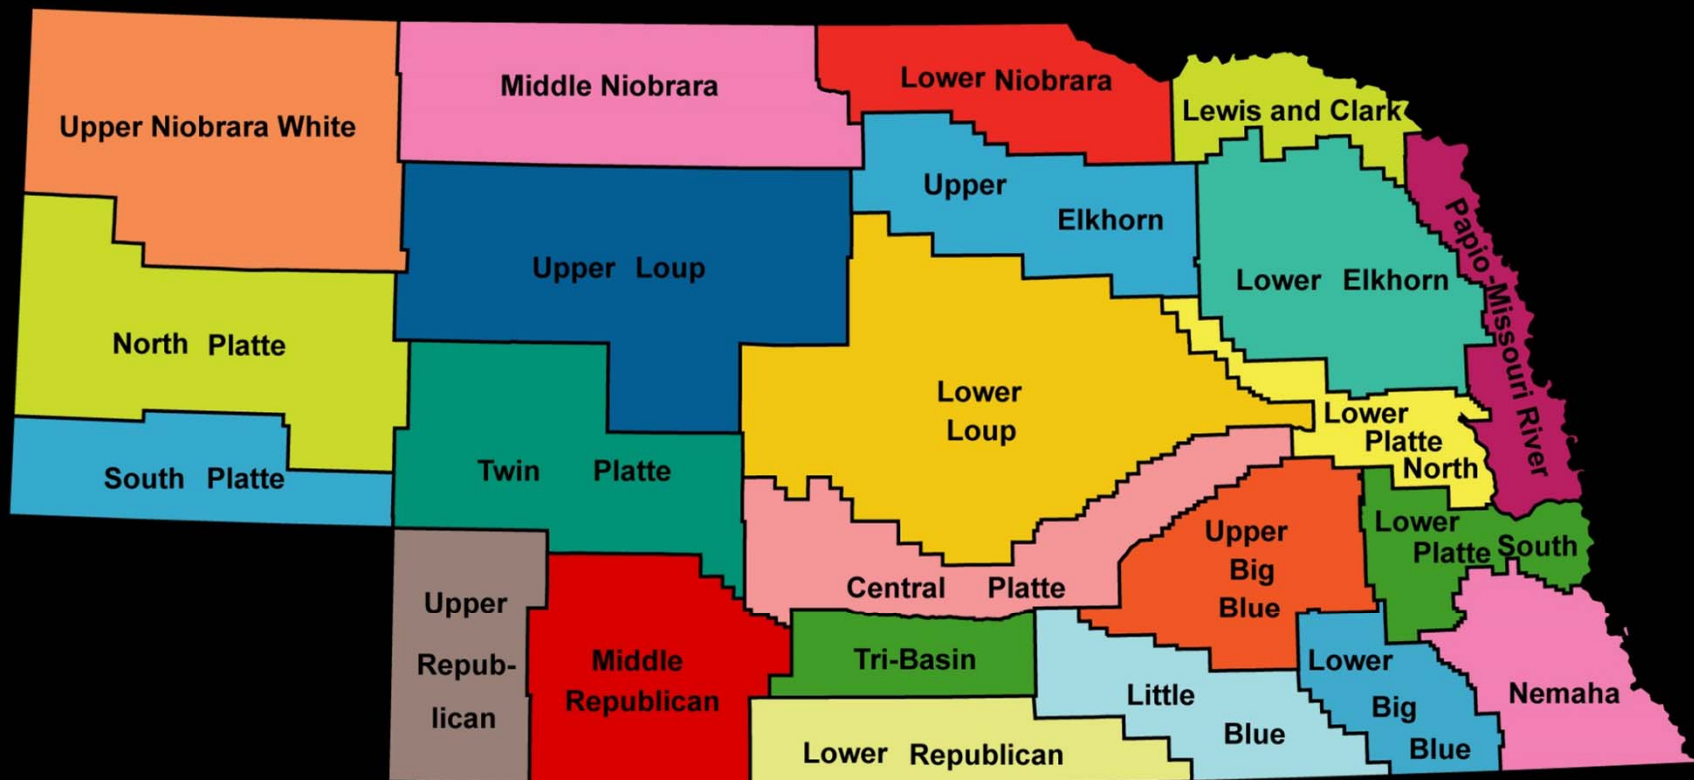 Upper Niobrara White
Middle Niobrara
Lower Niobrara
Lewis and Clark
Upper
Elkhorn
Papio-Missouri River
Upper Loup
Lower Elkhorn
North Platte
Lower
Loup
Lower
Platte
North
South Platte
Twin Platte
Lower
Platte South
Upper
Big
Blue
Central Platte
Upper
Repub-
lican
Middle
Republican
Tri-Basin
Lower
Big
Blue
Little
Blue
Nemaha
Lower Republican